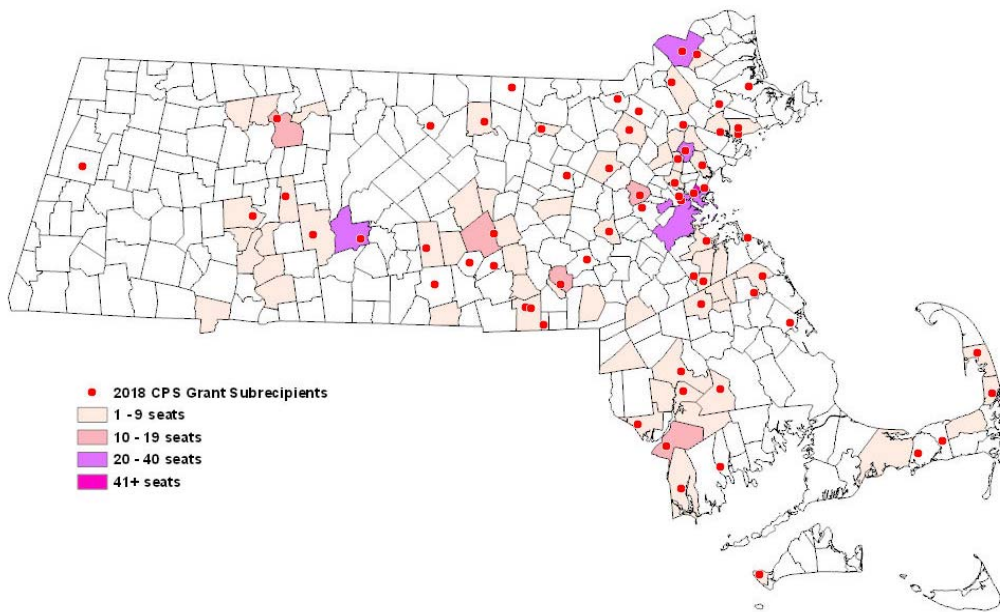 2018 CPS Grant Subrecipients
1 -9 seats
10 - 19 seats
20 - 40 seats
41+ seats